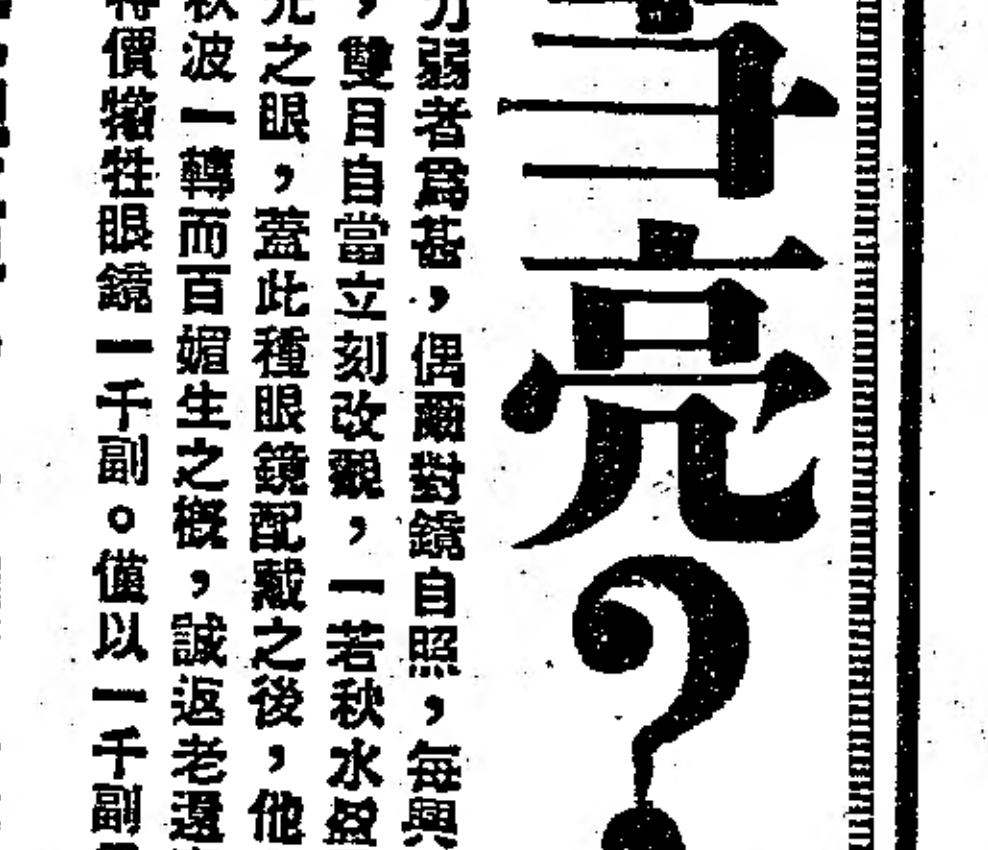 亮?
弱者爲甚,偶爾對鏡自照,每興
,雙目自當立刻改觀,一若秋水盈
之眼,蓋此種眼鏡配戴之後,他
波一轉而百媚生之概,誠返老還
價犧牲眼鏡一千副。僅以一千副